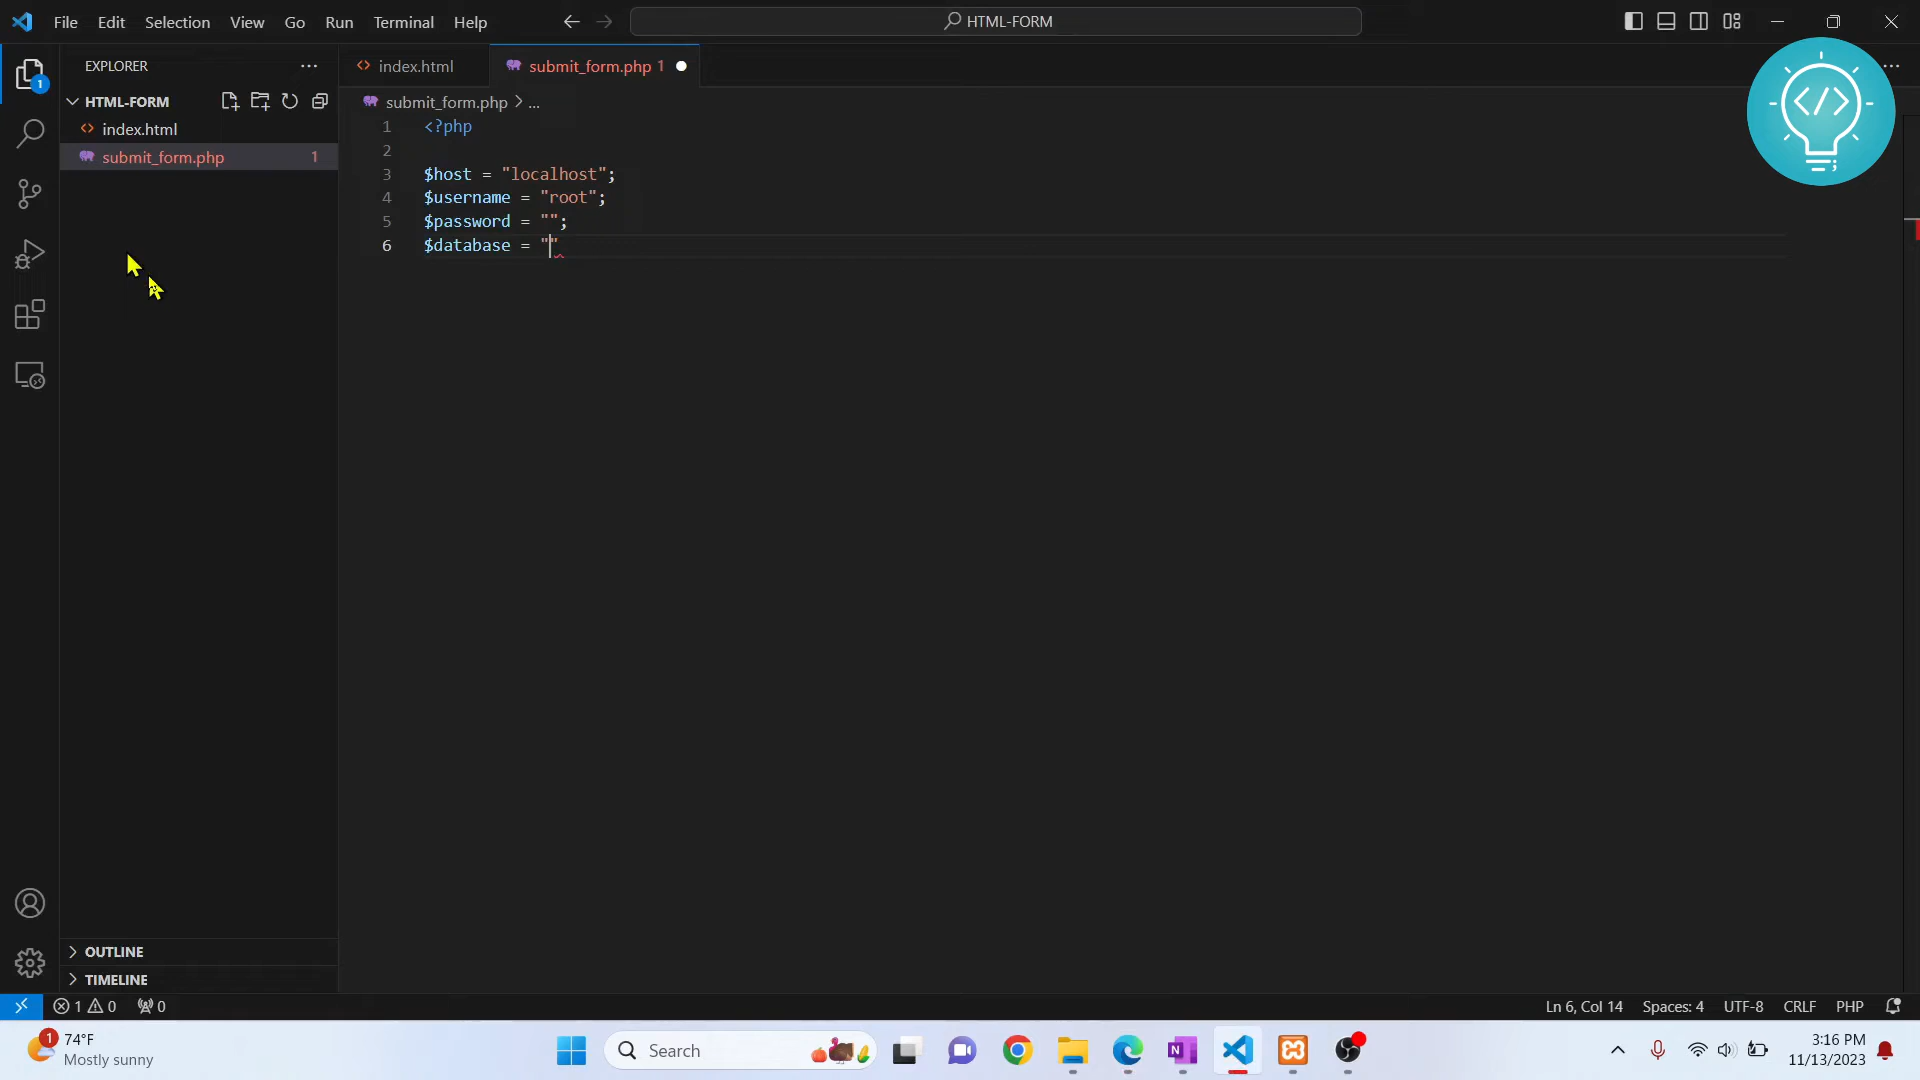 File Edit Selection View Go Run Terminal Help
HTML-FORM
EXPLORER
index.html
submit_form.php 1
HTML-FORM
submit_form.php > ...
index.html
submit_form.php 1
1
<?php
2
3 $host = "localhost";
4 $username = "root";
5 $password = "";
6 $database = ""
</>
;
OUTLINE
TIMELINE
1 0 0
Ln 6, Col 14 Spaces: 4 UTF-8 CRLF PHP
1
74°F
Mostly sunny
Search
N
3:16 PM
11/13/2023